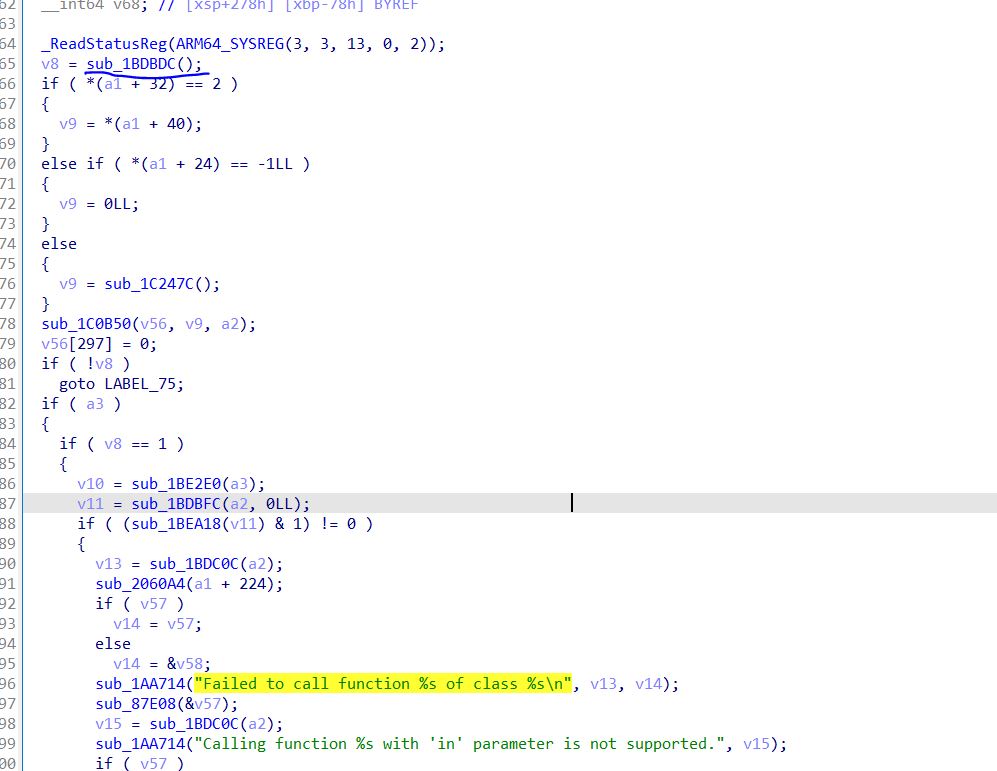 62 __int64 v68; // [xsp+278h] [xbp-78h] BYREF
63
64 _ReadStatusReg(ARM64_SYSREG(3, 3, 13, 0, 2));
65 v8 = sub_1BDBDC();
66 if ( *(a1 + 32) == 2 )
67 {
68 v9 = *(a1 + 40);
69 }
70 else if ( *(a1 + 24) == -1LL )
71 {
72 v9 = 0LL;
73 }
74 else
75 {
76 v9 = sub_1C247C();
77 }
78 sub_1C0B50(v56, v9, a2);
79 v56[297] = 0;
80 if ( !v8 )
81 goto LABEL_75;
82 if ( a3 )
83 {
84 if ( v8 == 1 )
85 {
86 v10 = sub_1BE2E0(a3);
87 v11 = sub_1BDBFC(a2, 0LL);
88 if ( (sub_1BEA18(v11) & 1) != 0 )
89 {
90 v13 = sub_1BDC0C(a2);
91 sub_2060A4(a1 + 224);
92 if ( v57 )
93 v14 = v57;
94 else
95 v14 = &v58;
96 sub_1AA714("Failed to call function %s of class %s\n", v13, v14);
97 sub_87E08(&v57);
98 v15 = sub_1BDC0C(a2);
99 sub_1AA714("Calling function %s with 'in' parameter is not supported.", v15);
00 if ( v57 )